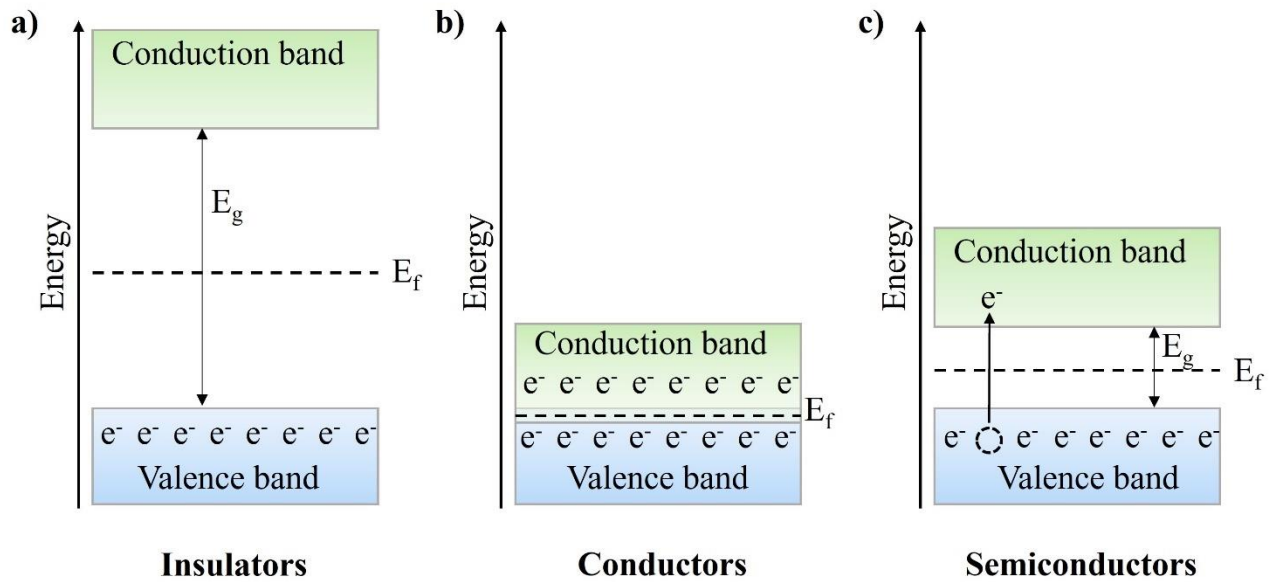 a)
Energy
Conduction band
E_g
E_f
e⁻ e⁻ e⁻ e⁻ e⁻ e⁻ e⁻ e⁻
Valence band
Insulators
b)
Energy
Conduction band
e⁻ e⁻ e⁻ e⁻ e⁻ e⁻ e⁻ e⁻
E_f
e⁻ e⁻ e⁻ e⁻ e⁻ e⁻ e⁻ e⁻
Valence band
Conductors
c)
Energy
Conduction band
e⁻
E_g
E_f
e⁻ e⁻ e⁻ e⁻ e⁻ e⁻ e⁻
Valence band
Semiconductors